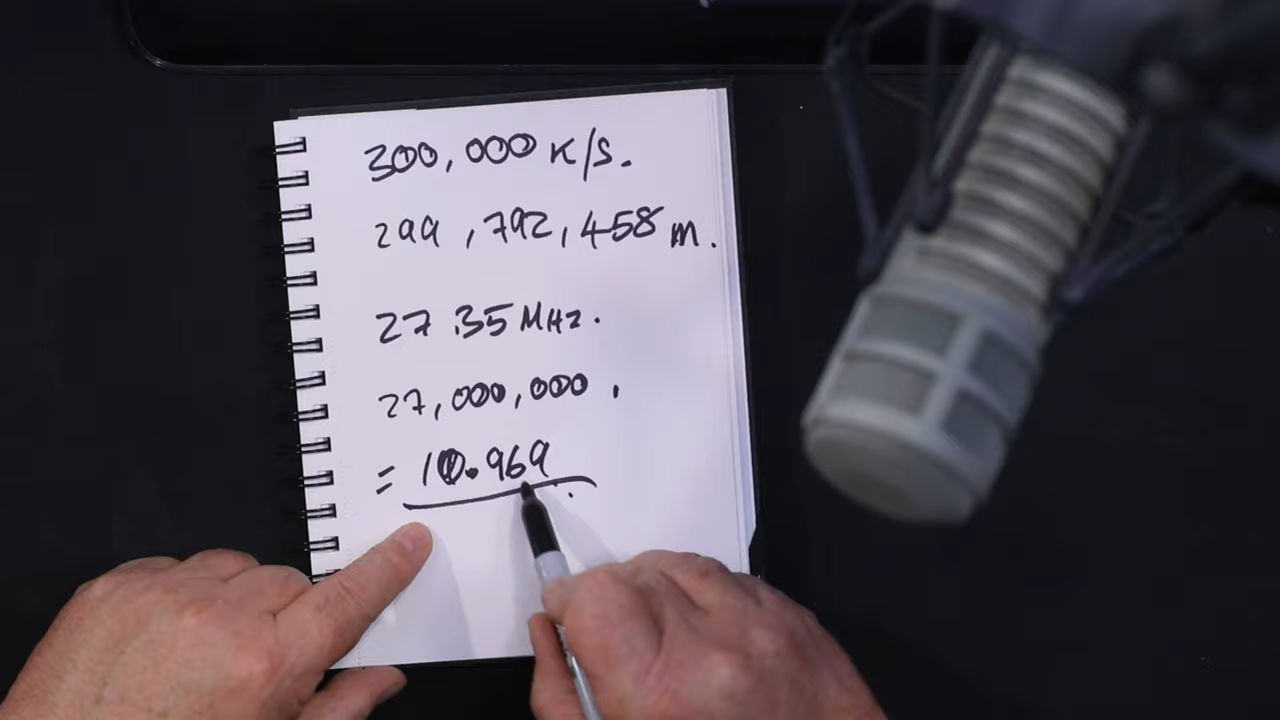 300,000 K/S.
299,792,458 m.
27.35 MHz.
27,000,000.
= 10.969